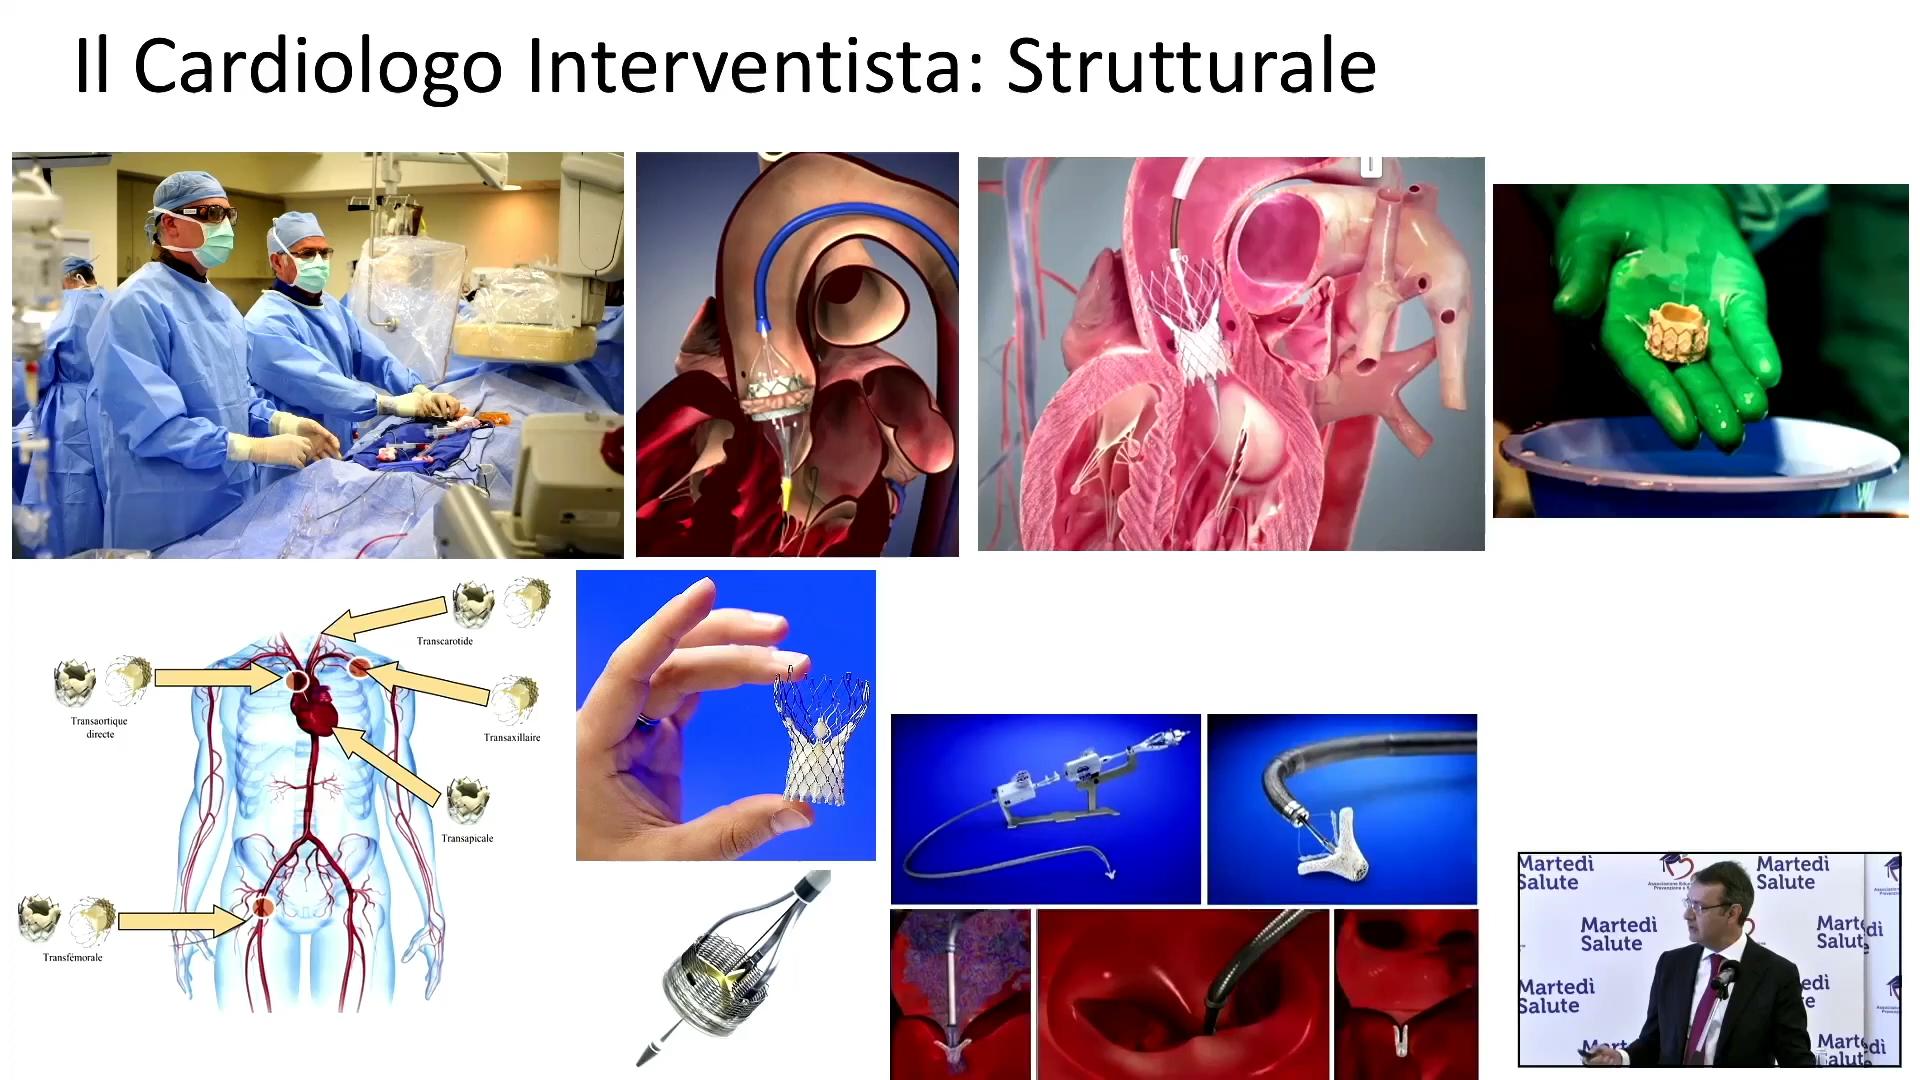 Il Cardiologo Interventista: Strutturale
Transcarotide
Transaortique
directe
Transaxillaire
Transapicale
Transfémorale
Martedì
Salute
Martedì
Salute
Martedì
Salute
Martedì
Salute